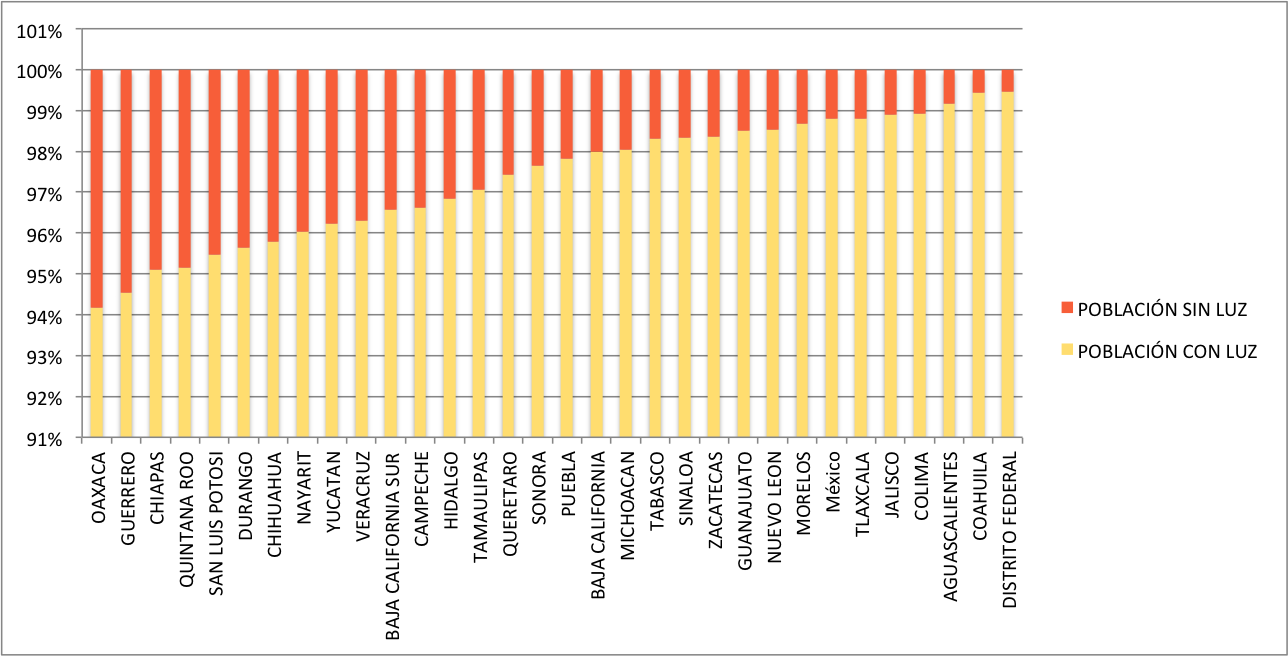 101%
100%
99%
98%
97%
96%
95%
94%
93%
92%
91%
OAXACA
GUERRERO
CHIAPAS
QUINTANA ROO
SAN LUIS POTOSI
DURANGO
CHIHUAHUA
NAYARIT
YUCATAN
VERACRUZ
BAJA CALIFORNIA SUR
CAMPECHE
HIDALGO
TAMAULIPAS
QUERETARO
SONORA
PUEBLA
BAJA CALIFORNIA
MICHOACAN
TABASCO
SINALOA
ZACATECAS
GUANAJUATO
NUEVO LEON
MORELOS
México
TLAXCALA
JALISCO
COLIMA
AGUASCALIENTES
COAHUILA
DISTRITO FEDERAL
POBLACIÓN SIN LUZ
POBLACIÓN CON LUZ